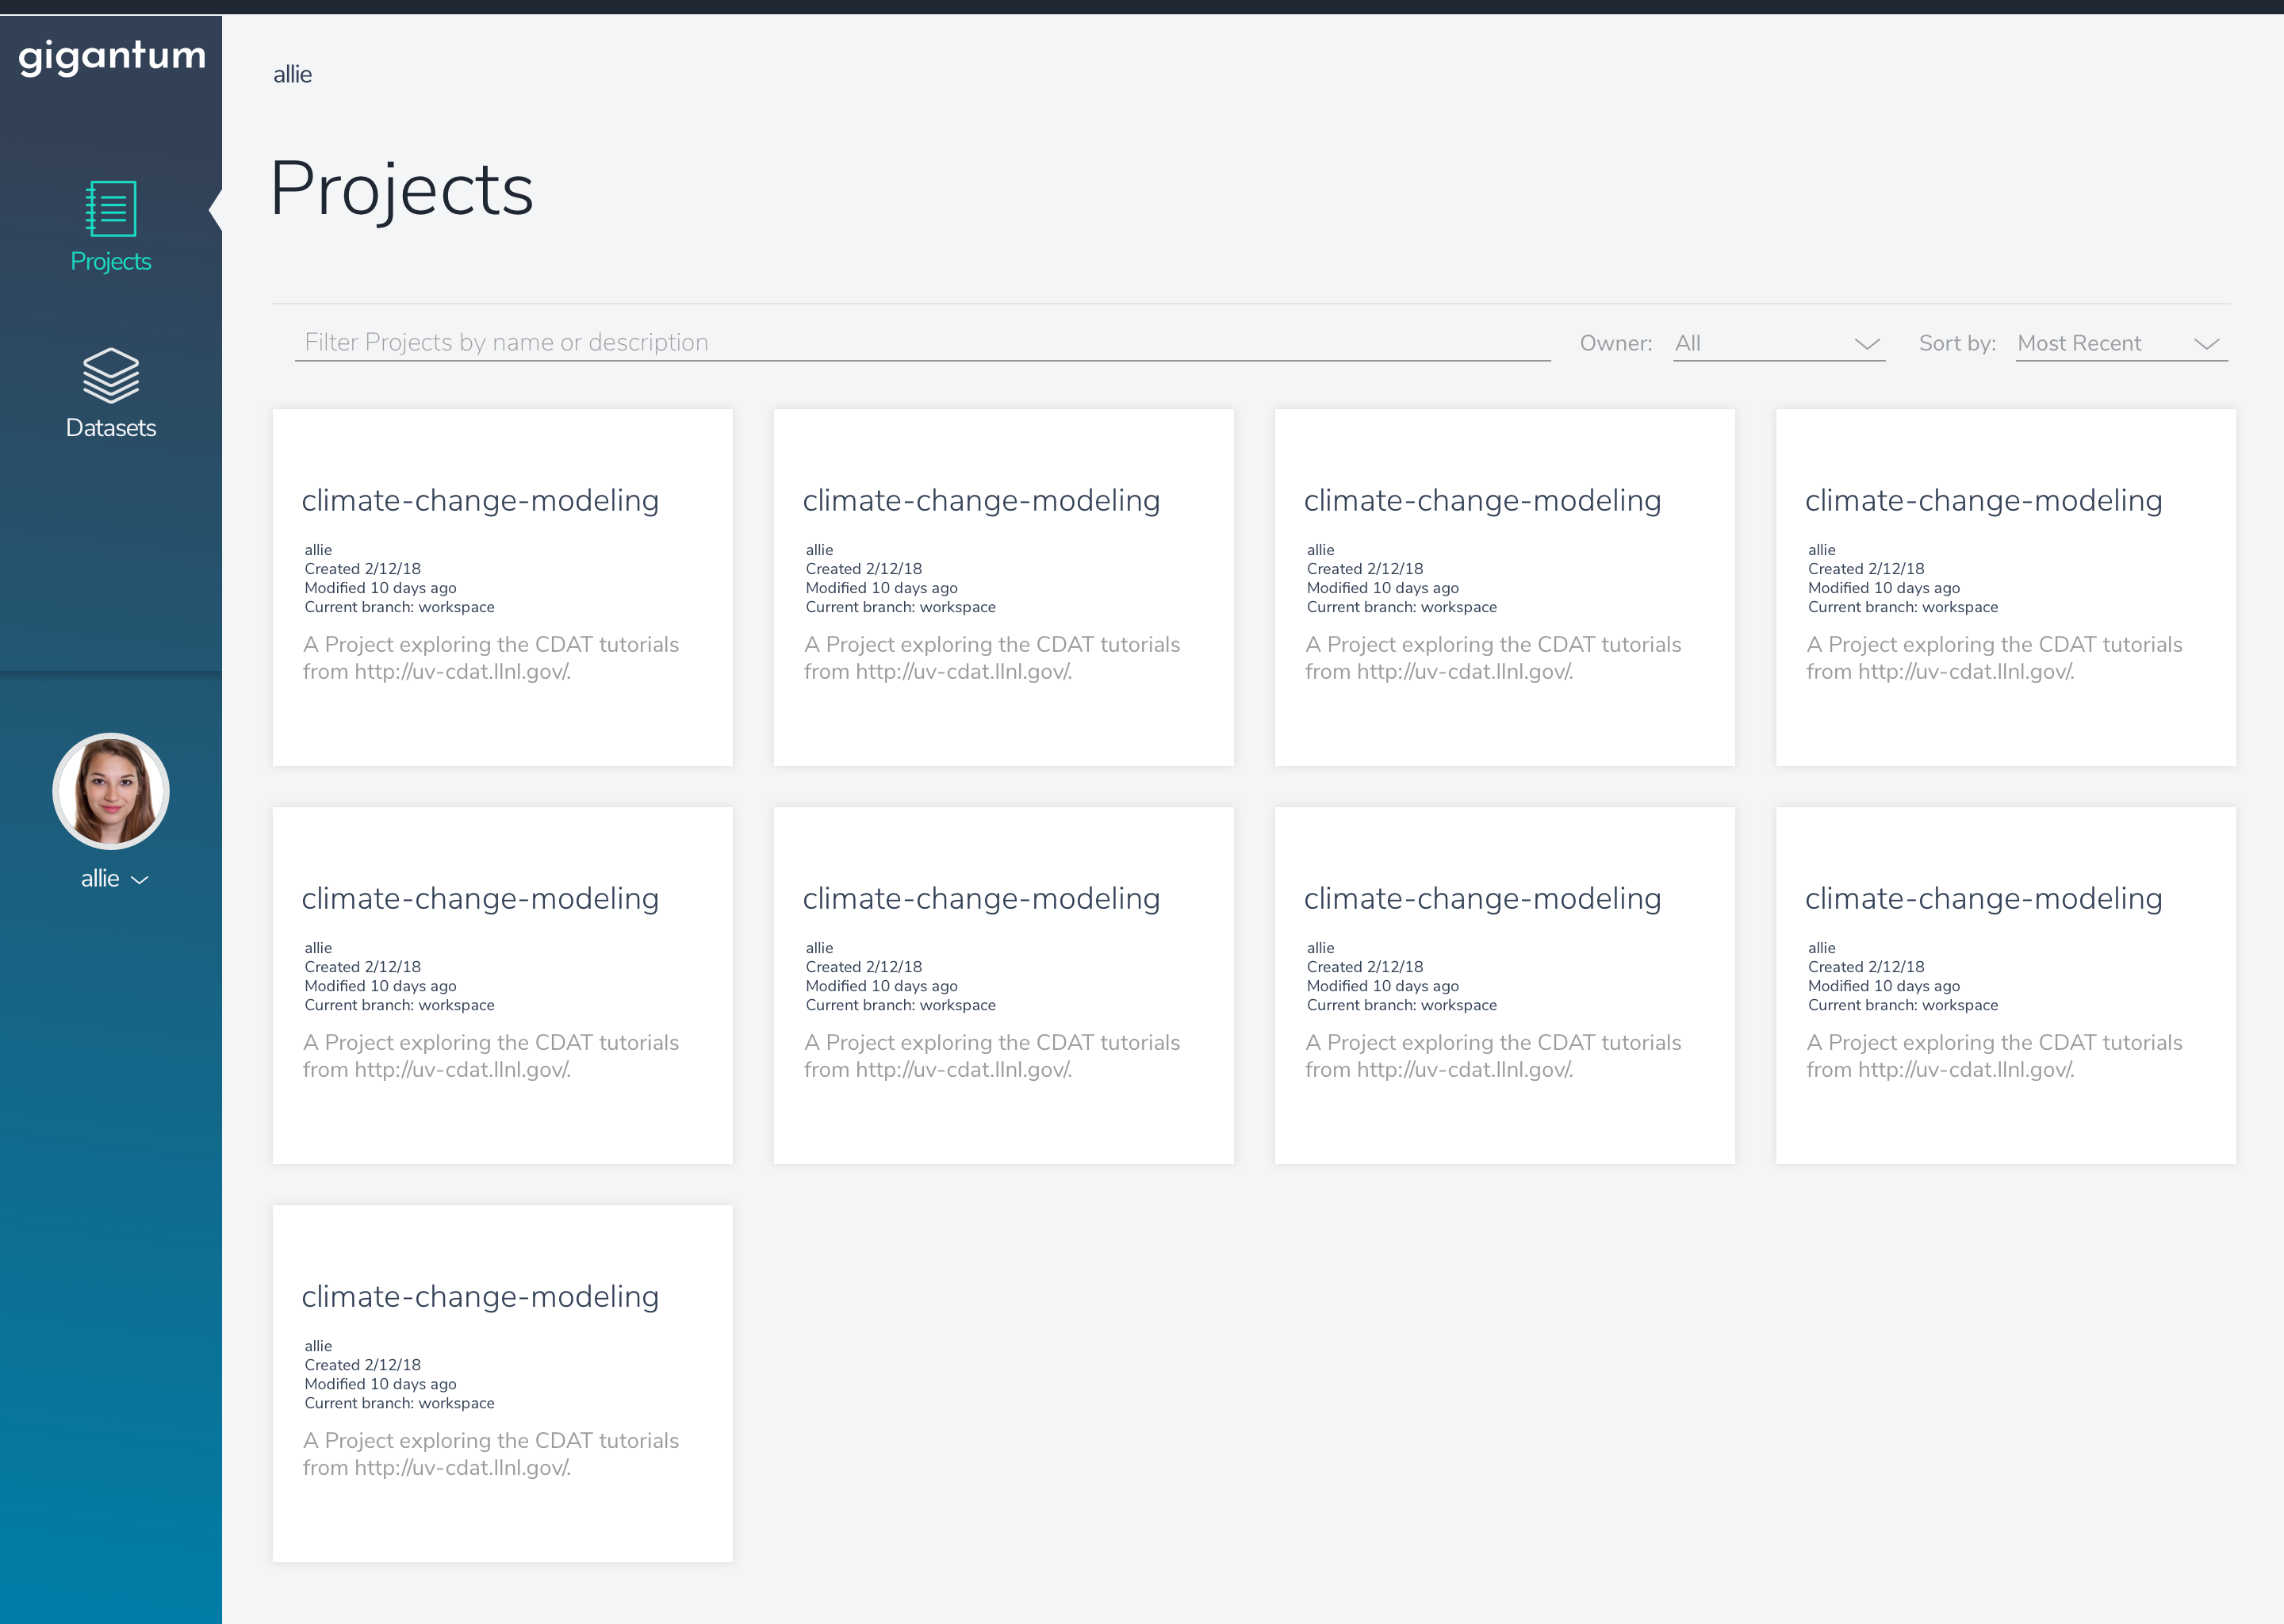 gigantum
allie
Projects
Projects
Datasets
allie
Filter Projects by name or description
Owner: All
Sort by: Most Recent
climate-change-modeling
allie
Created 2/12/18
Modified 10 days ago
Current branch: workspace
A Project exploring the CDAT tutorials
from http://uv-cdat.llnl.gov/.
climate-change-modeling
allie
Created 2/12/18
Modified 10 days ago
Current branch: workspace
A Project exploring the CDAT tutorials
from http://uv-cdat.llnl.gov/.
climate-change-modeling
allie
Created 2/12/18
Modified 10 days ago
Current branch: workspace
A Project exploring the CDAT tutorials
from http://uv-cdat.llnl.gov/.
climate-change-modeling
allie
Created 2/12/18
Modified 10 days ago
Current branch: workspace
A Project exploring the CDAT tutorials
from http://uv-cdat.llnl.gov/.
climate-change-modeling
allie
Created 2/12/18
Modified 10 days ago
Current branch: workspace
A Project exploring the CDAT tutorials
from http://uv-cdat.llnl.gov/.
climate-change-modeling
allie
Created 2/12/18
Modified 10 days ago
Current branch: workspace
A Project exploring the CDAT tutorials
from http://uv-cdat.llnl.gov/.
climate-change-modeling
allie
Created 2/12/18
Modified 10 days ago
Current branch: workspace
A Project exploring the CDAT tutorials
from http://uv-cdat.llnl.gov/.
climate-change-modeling
allie
Created 2/12/18
Modified 10 days ago
Current branch: workspace
A Project exploring the CDAT tutorials
from http://uv-cdat.llnl.gov/.
climate-change-modeling
allie
Created 2/12/18
Modified 10 days ago
Current branch: workspace
A Project exploring the CDAT tutorials
from http://uv-cdat.llnl.gov/.